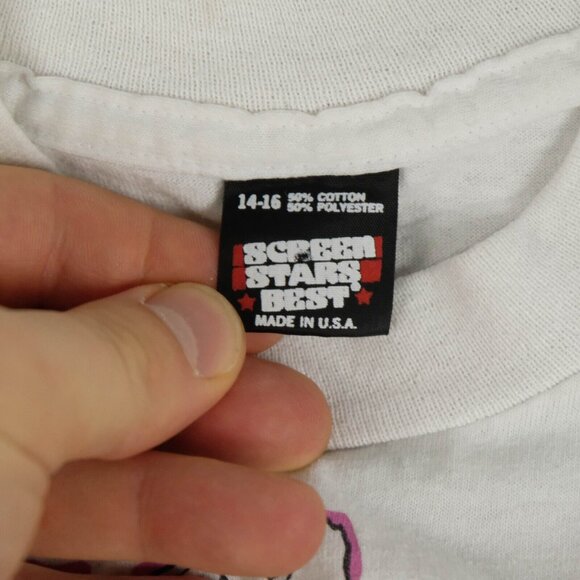 14-16 50% COTTON
50% POLYESTER
SCREEN
STARS
BEST
MADE IN U.S.A.